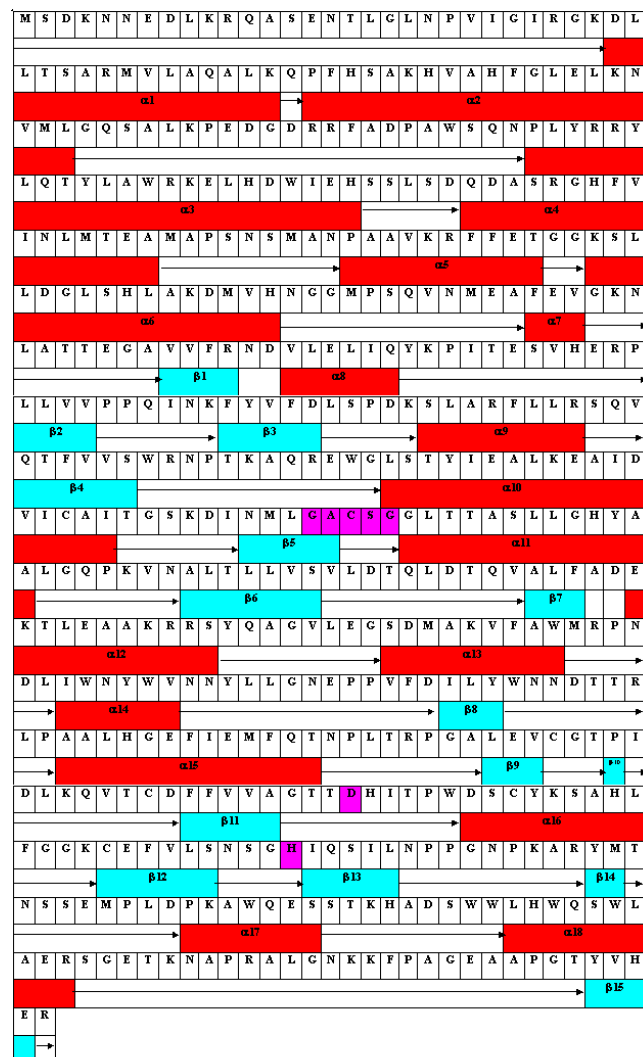 M S D K N N E D L K R Q A S E N T L G L N P V I G I R G K D L
L T S A R M V L A Q A L K Q P F H S A K H V A H F G L E L K N
α1 α2
V M L G Q S A L K P E D G D R R F A D P A W S Q N P L Y R R Y
L Q T Y L A W R K E L H D W I E H S S L S D Q D A S R G H F V
α3 α4
I N L M T E A M A P S N S M A N P A A V K R F F E T G G K S L
α5
L D G L S H L A K D M V H N G G M P S Q V N M E A F E V G K N
α6 α7
L A T T E G A V V F R N D V L E L I Q Y K P I T E S V H E R P
β1 α8
L L V V P P Q I N K F Y V F D L S P D K S L A R F L L R S Q V
β2 β3 α9
Q T F V V S W R N P T K A Q R E W G L S T Y I E A L K E A I D
β4 α10
V I C A I T G S K D I N M L G A C S G G L T T A S L L G H Y A
β5 α11
A L G Q P K V N A L T L L V S V L D T Q L D T Q V A L F A D E
β6 β7
K T L E A A K R R S Y Q A G V L E G S D M A K V F A W M R P N
α12 α13
D L I W N Y W V N N Y L L G N E P P V F D I L Y W N N D T T R
α14 β8
L P A A L H G E F I E M F Q T N P L T R P G A L E V C G T P I
α15 β9 β10
D L K Q V T C D F F V V A G T T D H I T P W D S C Y K S A H L
β11 α16
F G G K C E F V L S N S G H I Q S I L N P P G N P K A R Y M T
β12 β13 β14
N S S E M P L D P K A W Q E S S T K H A D S W W L H W Q S W L
α17 α18
A E R S G E T K N A P R A L G N K K F P A G E A A P G T Y V H
β15
E R